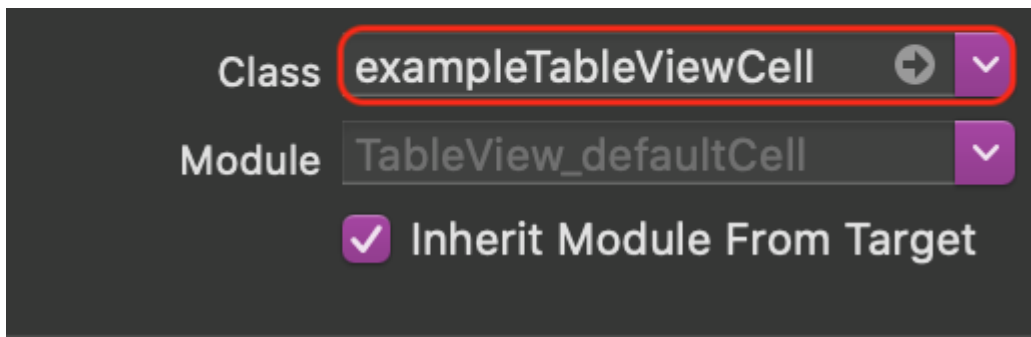 Class exampleTableViewCell
Module TableView_defaultCell
Inherit Module From Target